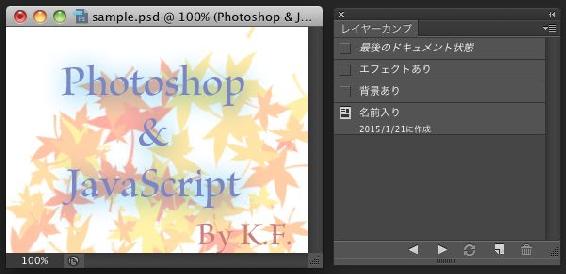 sample.psd @ 100% (Photoshop & J...
Photoshop
&
JavaScript
By K.F.
100%
レイヤーカンプ
最後のドキュメント状態
エフェクトあり
背景あり
名前入り
2015/1/21に作成